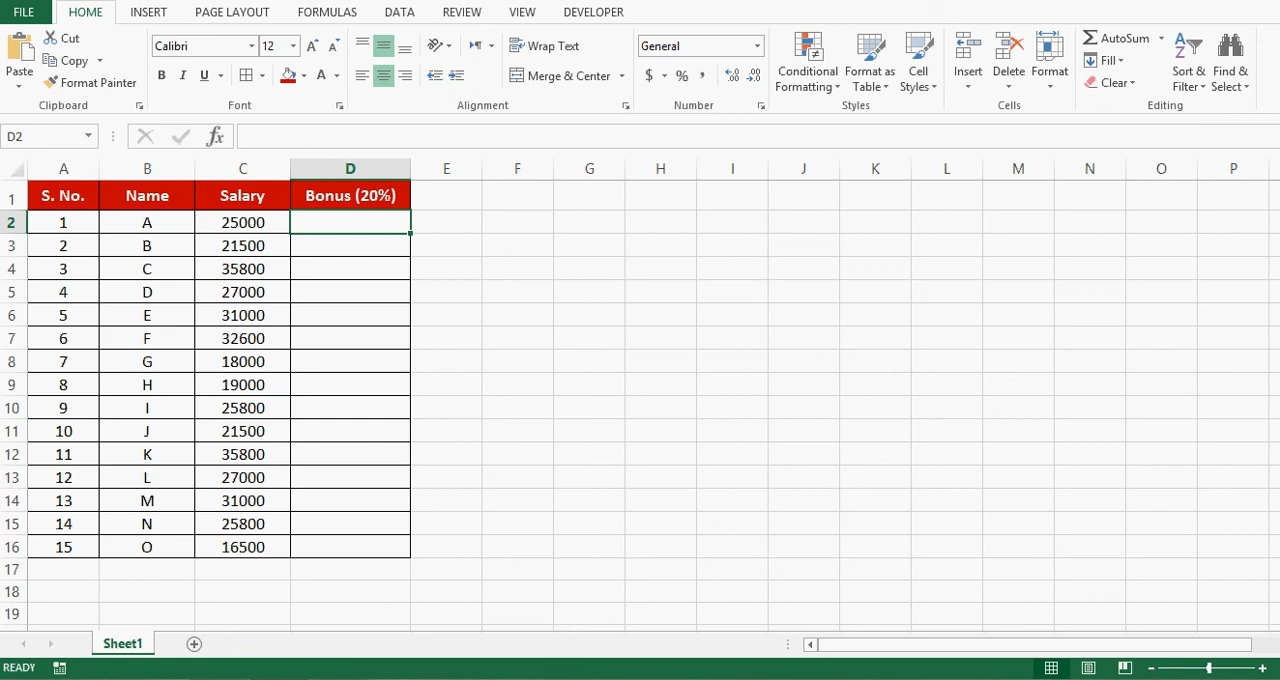 FILE HOME INSERT PAGE LAYOUT FORMULAS DATA REVIEW VIEW DEVELOPER
Paste
Cut
Copy
Format Painter
Clipboard
Calibri 12
B I U A
Font
Wrap Text
Merge & Center
Alignment
General
$ % ,
Number
Conditional
Formatting
Format as
Table
Cell
Styles
Styles
Insert
Delete
Format
Cells
AutoSum
Fill
Clear
Sort &
Filter
Find &
Select
Editing
D2 fx
A B C D E F G H I J K L M N O P
1 S. No. Name Salary Bonus (20%)
2 1 A 25000
3 2 B 21500
4 3 C 35800
5 4 D 27000
6 5 E 31000
7 6 F 32600
8 7 G 18000
9 8 H 19000
10 9 I 25800
11 10 J 21500
12 11 K 35800
13 12 L 27000
14 13 M 31000
15 14 N 25800
16 15 O 16500
17
18
19
Sheet1
READY